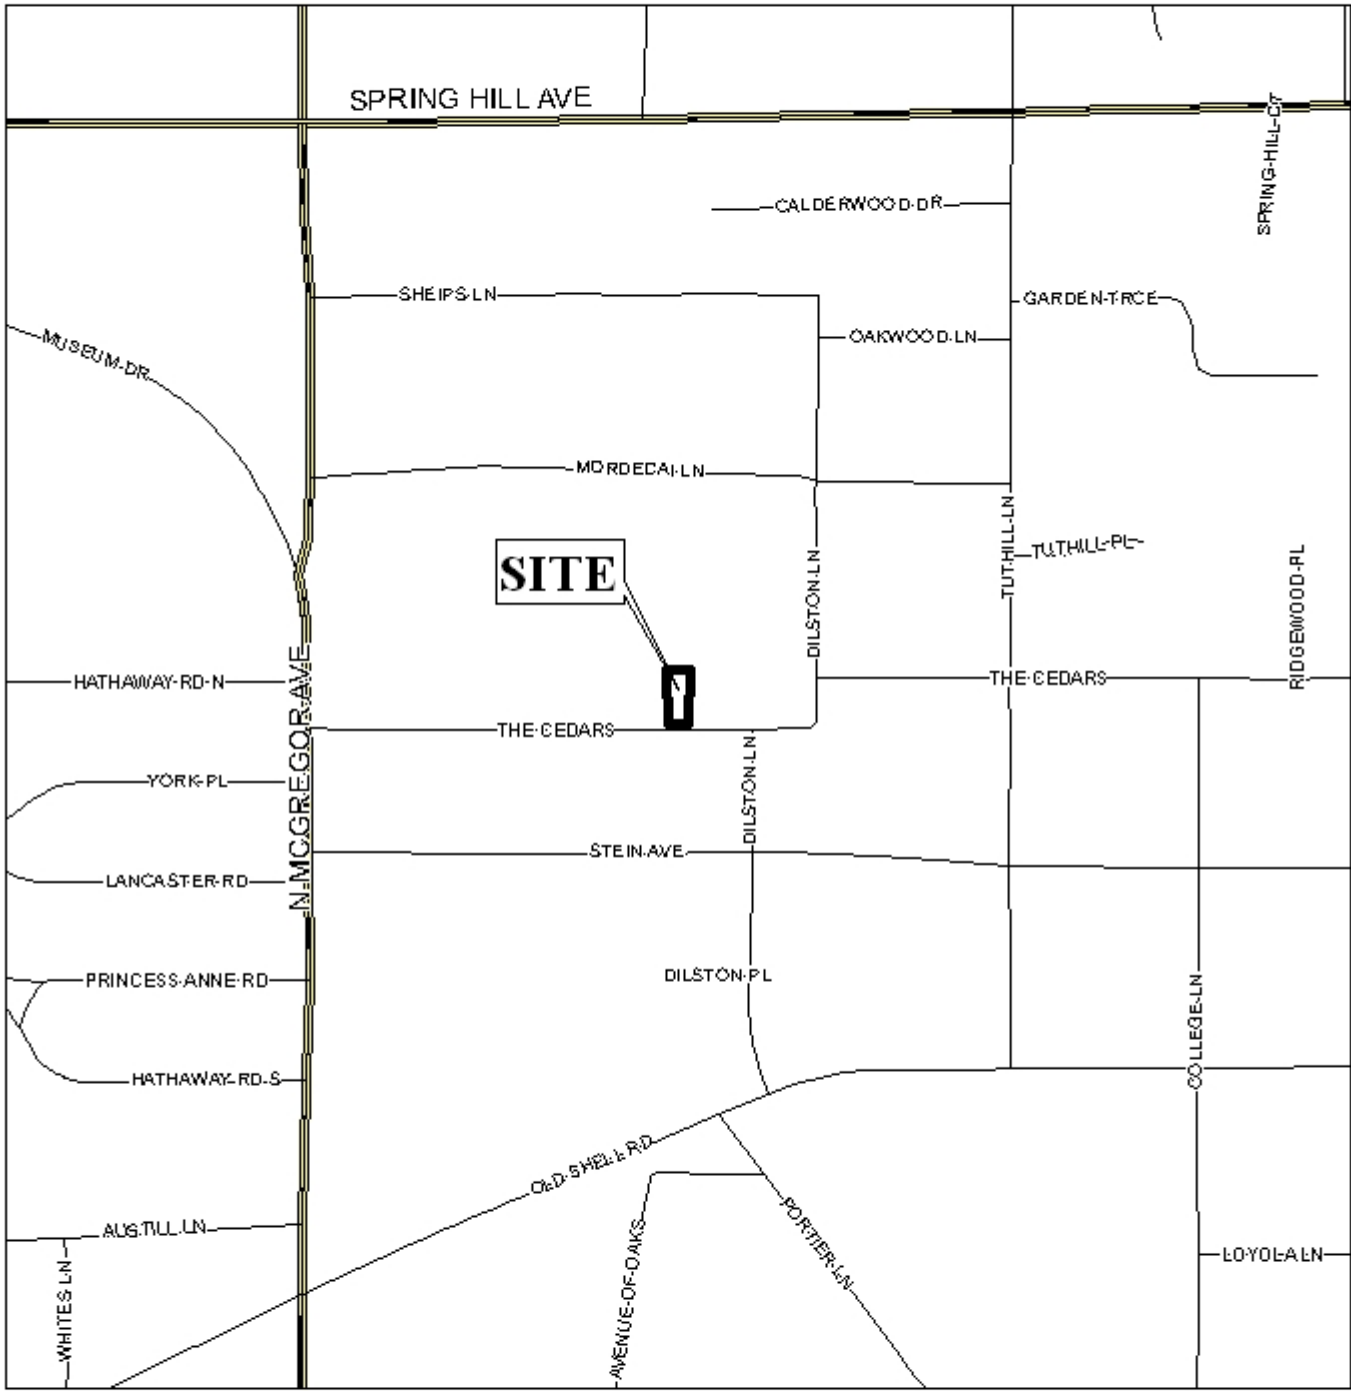 SPRING HILL AVE
SPRING-HILL-CT
CALDERWOOD-DR
SHEIPS-LN
GARDEN-TRCE
OAKWOOD-LN
MUSEUM-DR
MORDECAI-LN
TUTHILL-LN
TUTHILL-PL
SITE
DILSTON-LN
RIDGEWOOD-PL
HATHAWAY-RD-N
THE-CEDARS
N-MCGREGOR-AVE
THE-CEDARS
DILSTON-LN
YORK-PL
STEIN-AVE
LANCASTER-RD
PRINCESS-ANNE-RD
DILSTON-PL
COLLEGE-LN
HATHAWAY-RD-S
OLD-SHELL-RD
AUSTILL-LN
PORTIER-LN
AVENUE-OF-OAKS
LOYOLA LN
WHITES LN